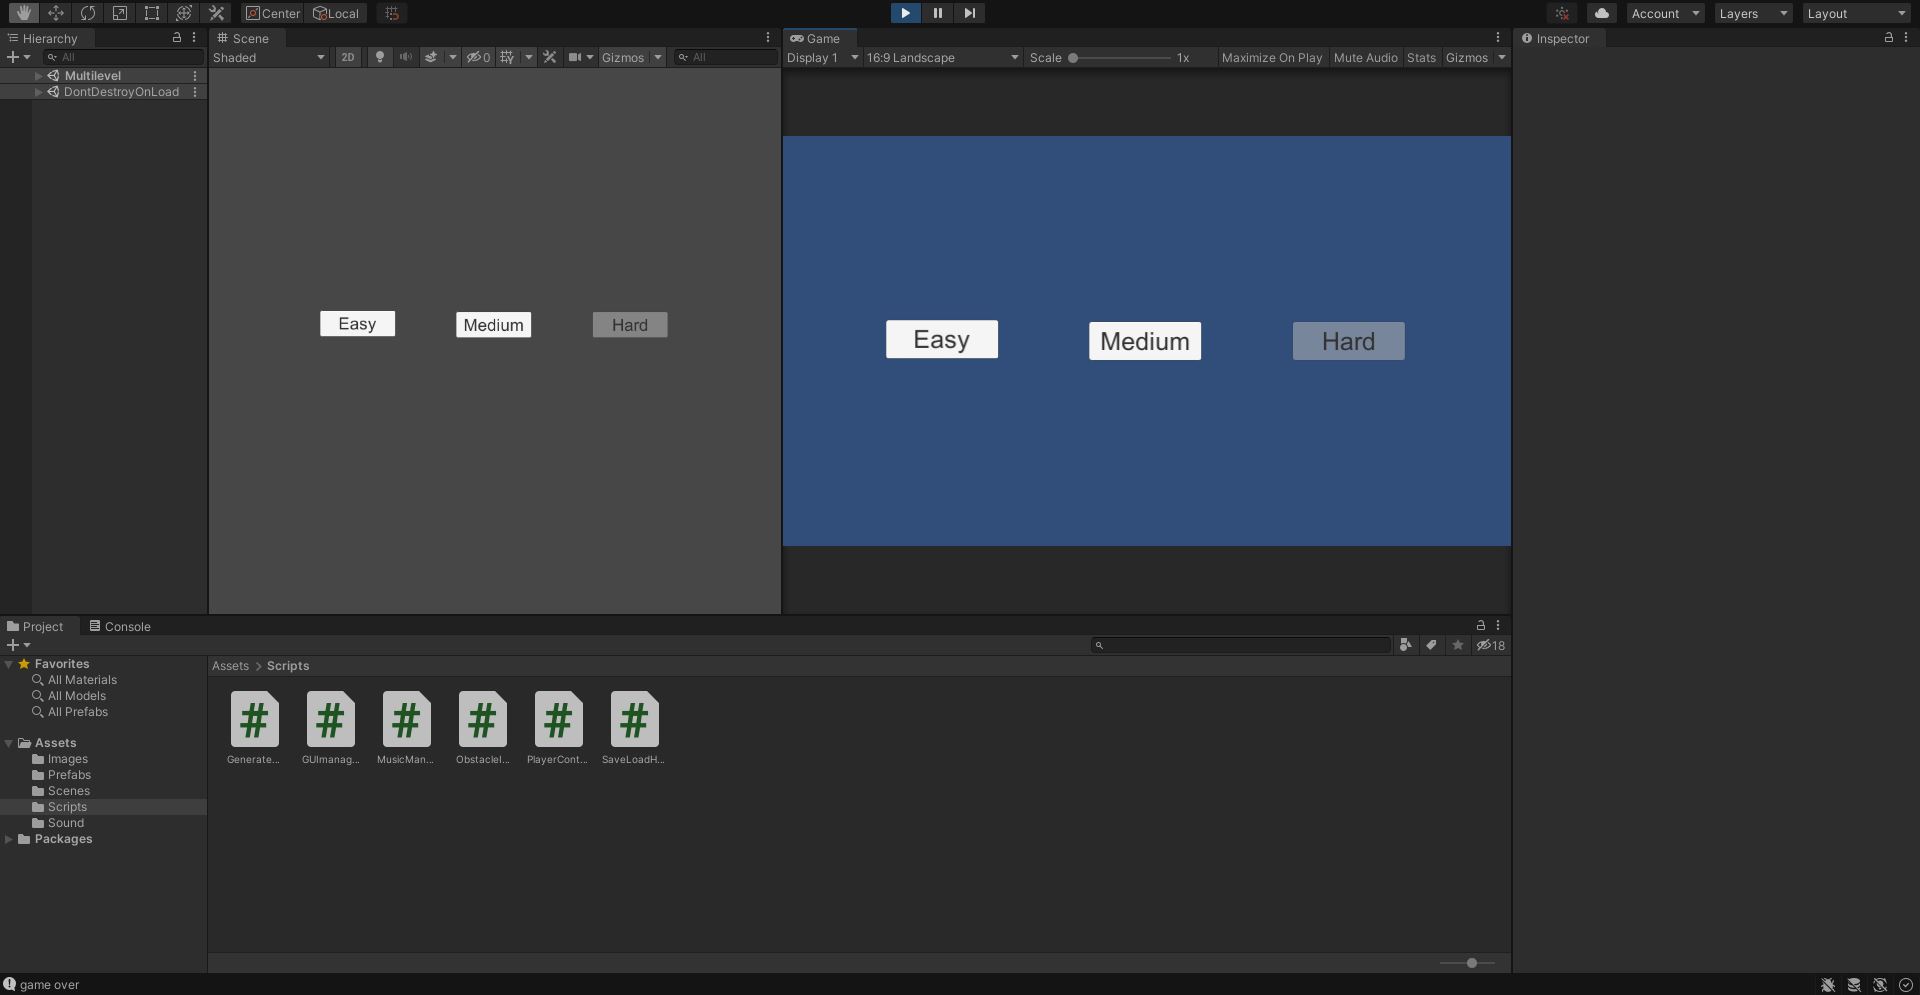 Center Local Account Layers Layout
Hierarchy
All
Multilevel
DontDestroyOnLoad
Scene
Shaded 2D 0 Gizmos All
Easy Medium Hard
Game
Display 1 16:9 Landscape Scale 1x Maximize On Play Mute Audio Stats Gizmos
Easy Medium Hard
Inspector
Project Console
18
Favorites
All Materials
All Models
All Prefabs
Assets
Images
Prefabs
Scenes
Scripts
Sound
Packages
Assets > Scripts
# # # # # #
Generate... GUImanag... MusicMan... ObstacleI... PlayerCont... SaveLoadH...
game over